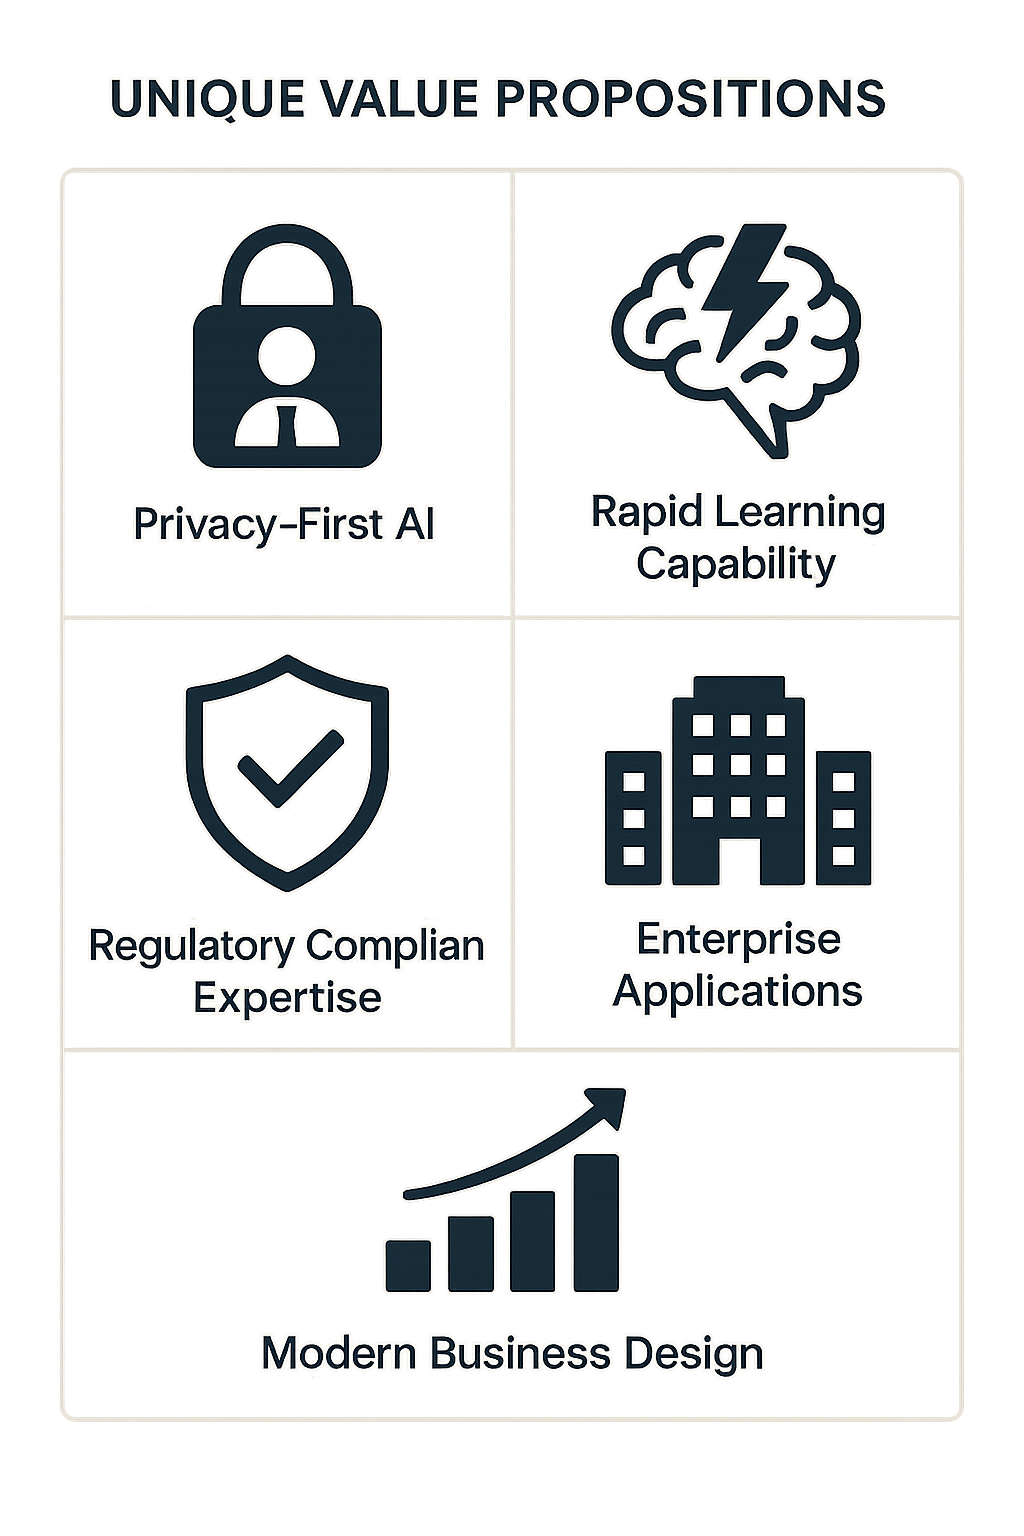 UNIQUE VALUE PROPOSITIONS
Privacy-First AI
Rapid Learning
Capability
Regulatory Complian
Expertise
Enterprise
Applications
Modern Business Design